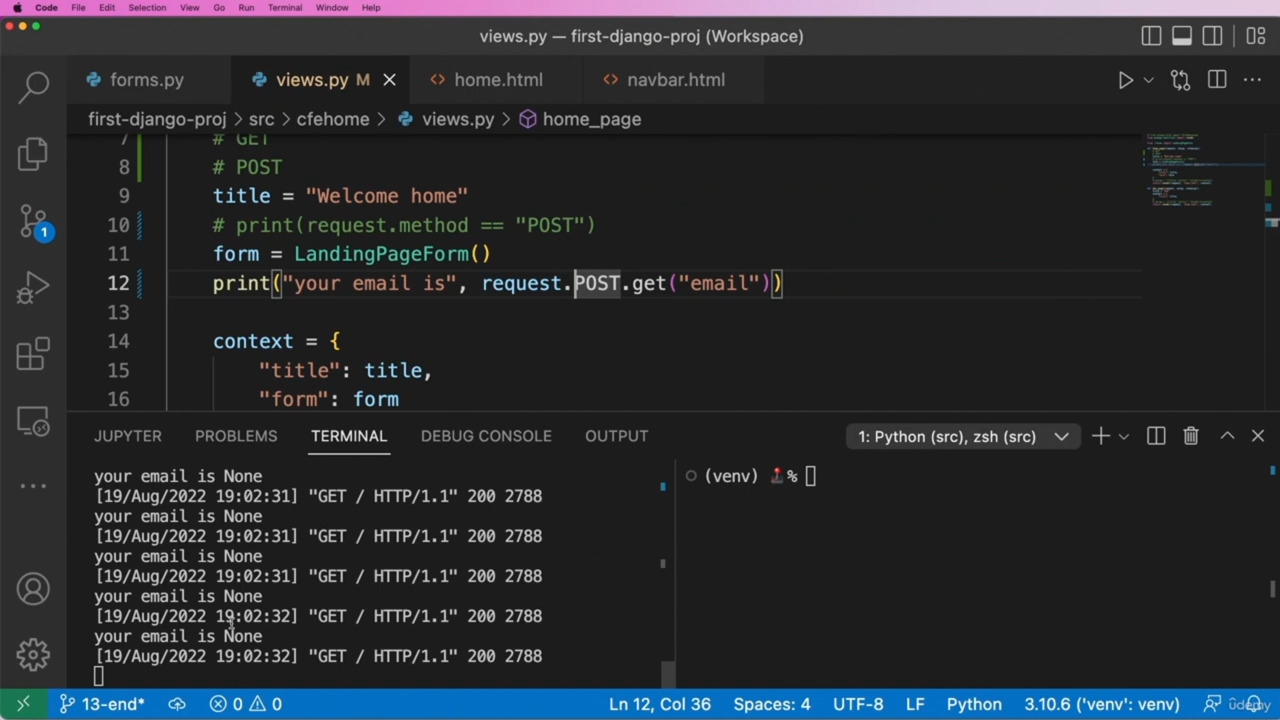 Code File Edit Selection View Go Run Terminal Window Help
views.py — first-django-proj (Workspace)
forms.py views.py M home.html navbar.html
first-django-proj > src > cfehome > views.py > home_page
7 # GET
8 # POST
9 title = "Welcome home"
10 # print(request.method == "POST")
11 form = LandingPageForm()
12 print("your email is", request.POST.get("email"))
13
14 context = {
15 "title": title,
16 "form": form
1
JUPYTER PROBLEMS TERMINAL DEBUG CONSOLE OUTPUT 1: Python (src), zsh (src)
your email is None
[19/Aug/2022 19:02:31] "GET / HTTP/1.1" 200 2788
your email is None
[19/Aug/2022 19:02:31] "GET / HTTP/1.1" 200 2788
your email is None
[19/Aug/2022 19:02:31] "GET / HTTP/1.1" 200 2788
your email is None
[19/Aug/2022 19:02:32] "GET / HTTP/1.1" 200 2788
your email is None
[19/Aug/2022 19:02:32] "GET / HTTP/1.1" 200 2788
(venv) 🕹️%
13-end* 0 0 Ln 12, Col 36 Spaces: 4 UTF-8 LF Python 3.10.6 ('venv': venv)
udemy